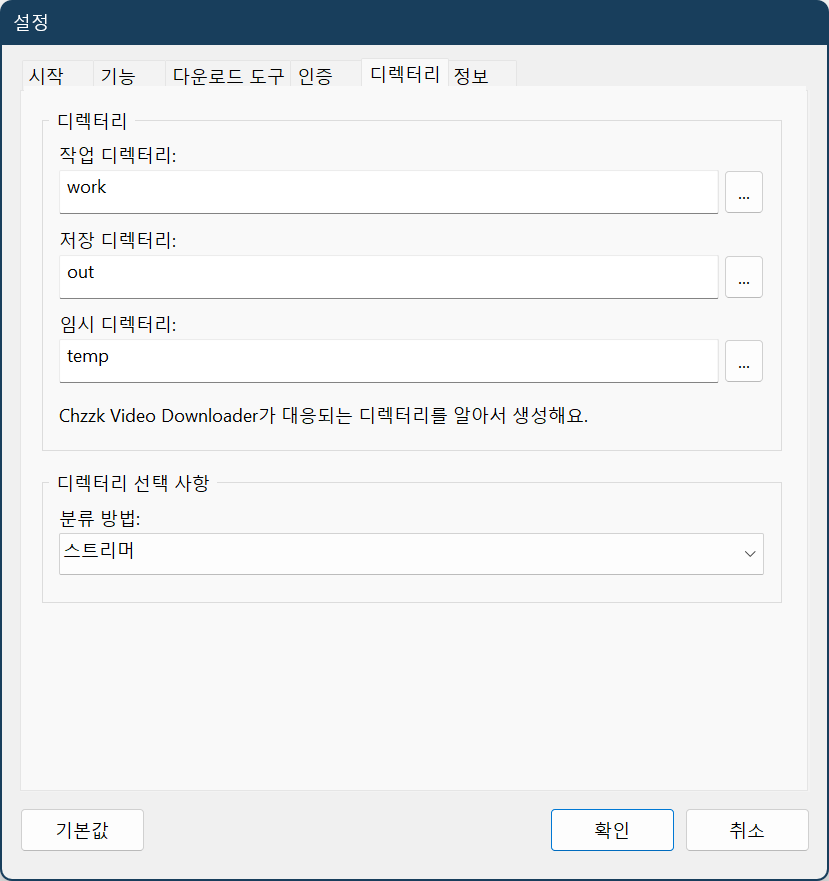 설정
시작 기능 다운로드 도구 인증 디렉터리 정보
디렉터리
작업 디렉터리:
work
...
저장 디렉터리:
out
...
임시 디렉터리:
temp
...
Chzzk Video Downloader가 대응되는 디렉터리를 알아서 생성해요.
디렉터리 선택 사항
분류 방법:
스트리머
기본값 확인 취소